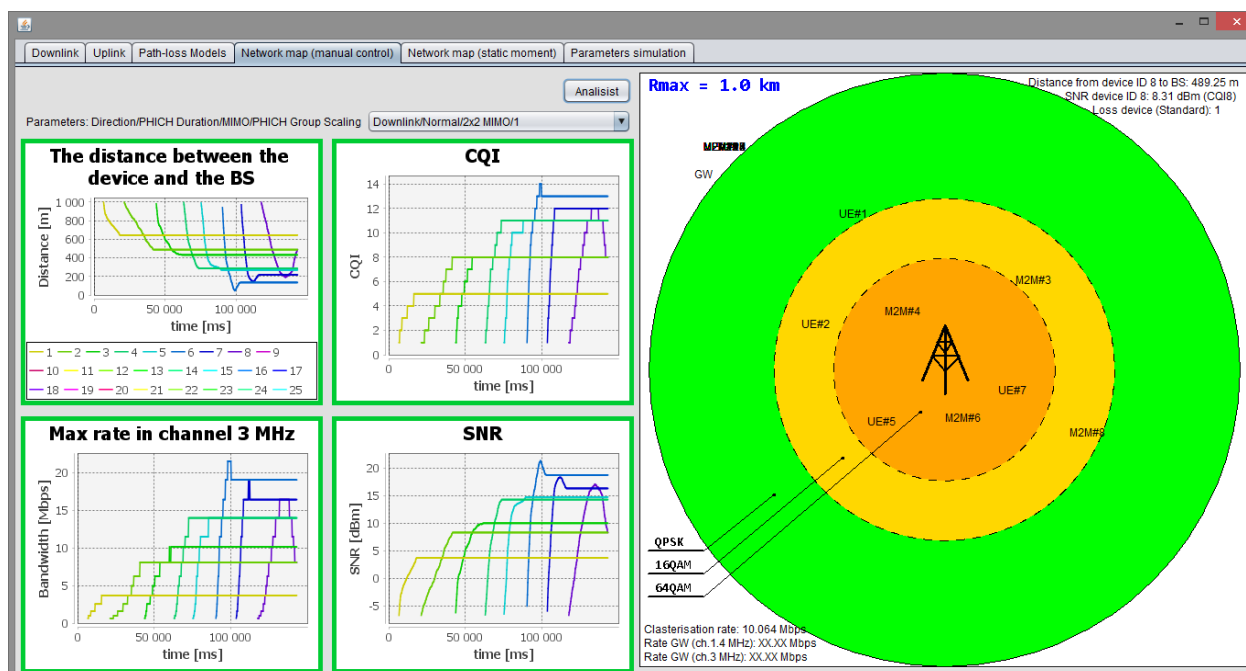 Downlink
Uplink
Path-loss Models
Network map (manual control)
Network map (static moment)
Parameters simulation
Analisist
Parameters: Direction/PHICH Duration/MIMO/PHICH Group Scaling
Downlink/Normal/2x2 MIMO/1
The distance between the
device and the BS
Distance [m]
1 000
800
600
400
200
0
0
50 000
100 000
time [ms]
1 2 3 4 5 6 7 8 9
10 11 12 13 14 15 16 17
18 19 20 21 22 23 24 25
CQI
CQI
14
12
10
8
6
4
2
0
0
50 000
100 000
time [ms]
Max rate in channel 3 MHz
Bandwidth [Mbps]
20
15
10
5
0
0
50 000
100 000
time [ms]
SNR
SNR [dBm]
20
15
10
5
0
-5
0
50 000
100 000
time [ms]
Rmax = 1.0 km
Distance from device ID 8 to BS: 489.25 m
SNR device ID 8: 8.31 dBm (CQI8)
Loss device (Standard): 1
GW
UE#1
M2M#3
M2M#4
UE#2
UE#7
UE#5
M2M#6
M2M#8
QPSK
16QAM
64QAM
Clasterisation rate: 10.064 Mbps
Rate GW (ch.1.4 MHz): XX.XX Mbps
Rate GW (ch.3 MHz): XX.XX Mbps